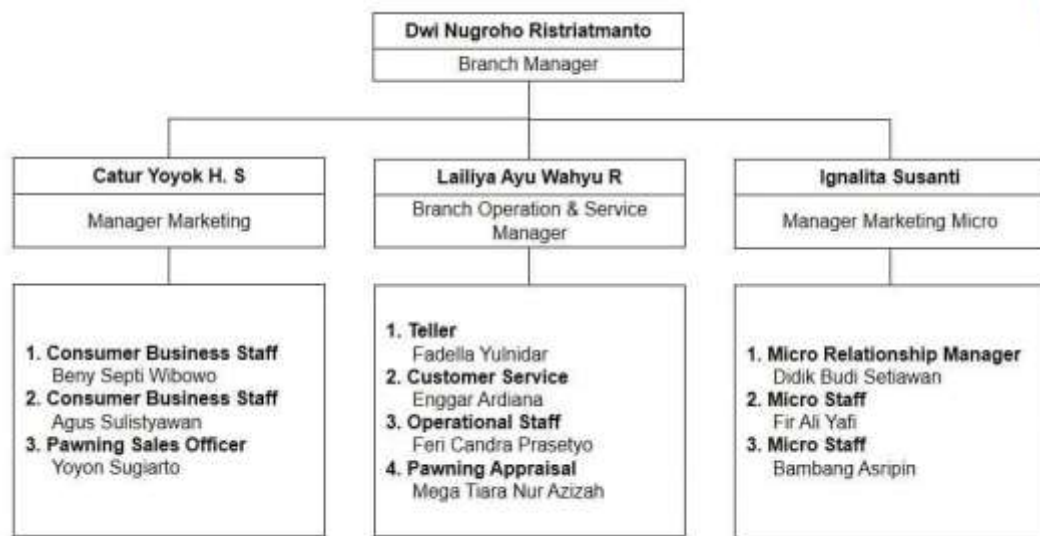 Dwi Nugroho Ristriatmanto
Branch Manager
Catur Yoyok H. S
Manager Marketing
Lailiya Ayu Wahyu R
Branch Operation & Service
Manager
Ignalita Susanti
Manager Marketing Micro
1. Consumer Business Staff
Beny Septi Wibowo
2. Consumer Business Staff
Agus Sulistyawan
3. Pawning Sales Officer
Yoyon Sugiarto
1. Teller
Fadella Yulnidar
2. Customer Service
Enggar Ardiana
3. Operational Staff
Feri Candra Prasetyo
4. Pawning Appraisal
Mega Tiara Nur Azizah
1. Micro Relationship Manager
Didik Budi Setiawan
2. Micro Staff
Fir Ali Yafi
3. Micro Staff
Bambang Asripin